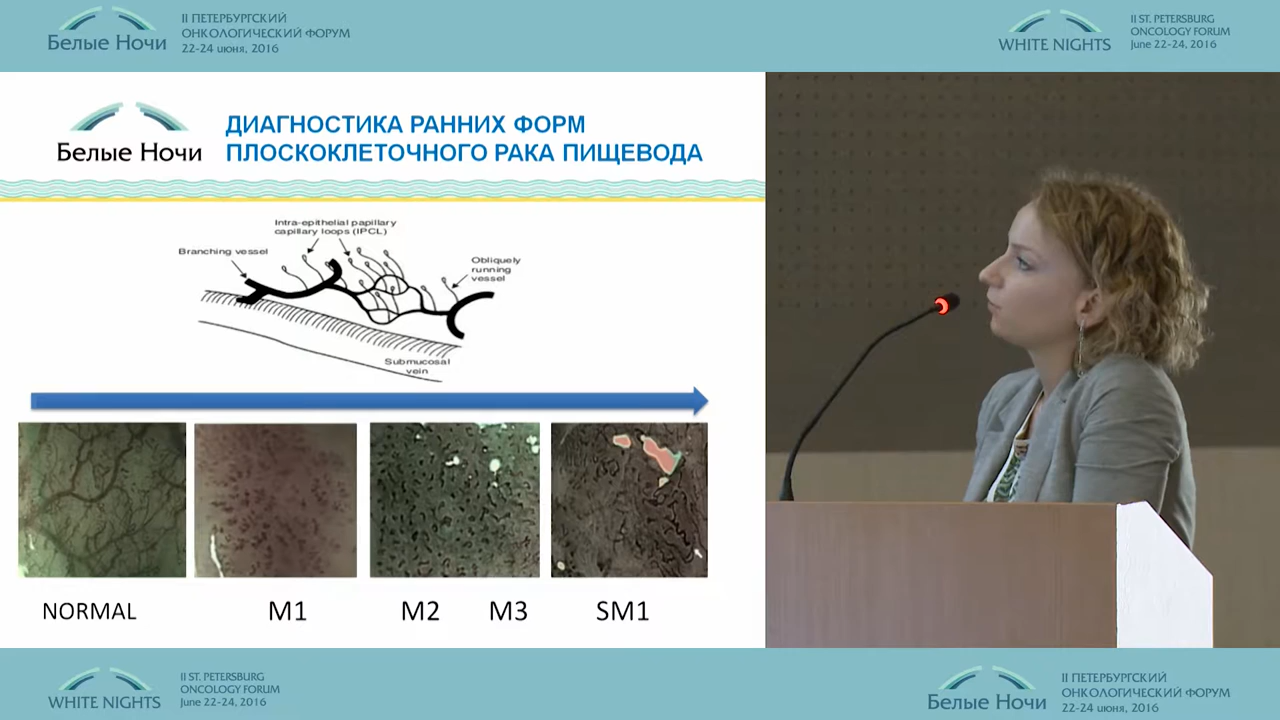 Белые Ночи
II ПЕТЕРБУРГСКИЙ
ОНКОЛОГИЧЕСКИЙ ФОРУМ
22-24 июня, 2016
WHITE NIGHTS
II ST. PETERSBURG
ONCOLOGY FORUM
June 22-24, 2016
Белые Ночи
ДИАГНОСТИКА РАННИХ ФОРМ
ПЛОСКОКЛЕТОЧНОГО РАКА ПИЩЕВОДА
Intra-epithelial papillary
capillary loops (IPCL)
Branching vessel
Obliquely
running
vessel
Submucosal
vein
NORMAL
M1
M2
M3
SM1
WHITE NIGHTS
II ST. PETERSBURG
ONCOLOGY FORUM
June 22-24, 2016
Белые Ночи
II ПЕТЕРБУРГСКИЙ
ОНКОЛОГИЧЕСКИЙ ФОРУМ
22-24 июня, 2016